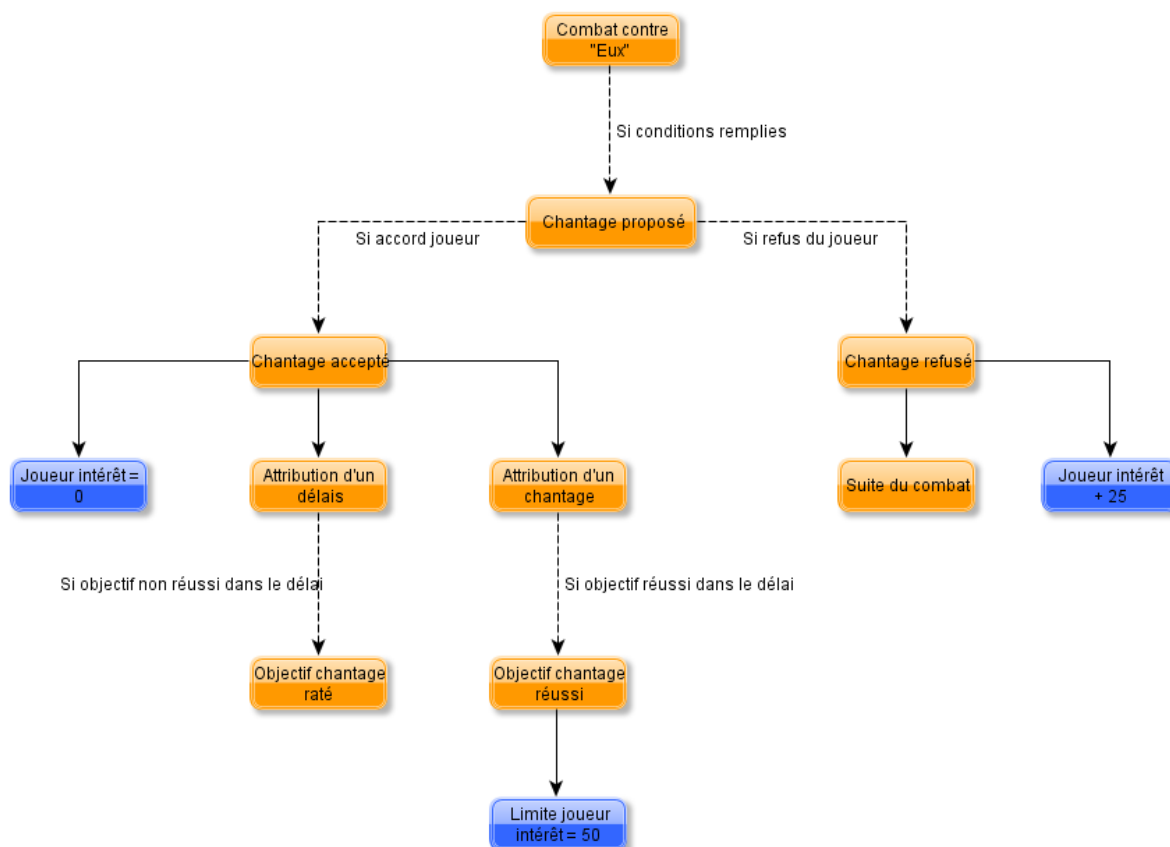 Combat contre
"Eux"
Si conditions remplies
Chantage proposé
Si accord joueur
Si refus du joueur
Chantage accepté
Chantage refusé
Joueur intérêt =
0
Attribution d'un
délais
Attribution d'un
chantage
Suite du combat
Joueur intérêt
+ 25
Si objectif non réussi dans le délai
Si objectif réussi dans le délai
Objectif chantage
raté
Objectif chantage
réussi
Limite joueur
intérêt = 50